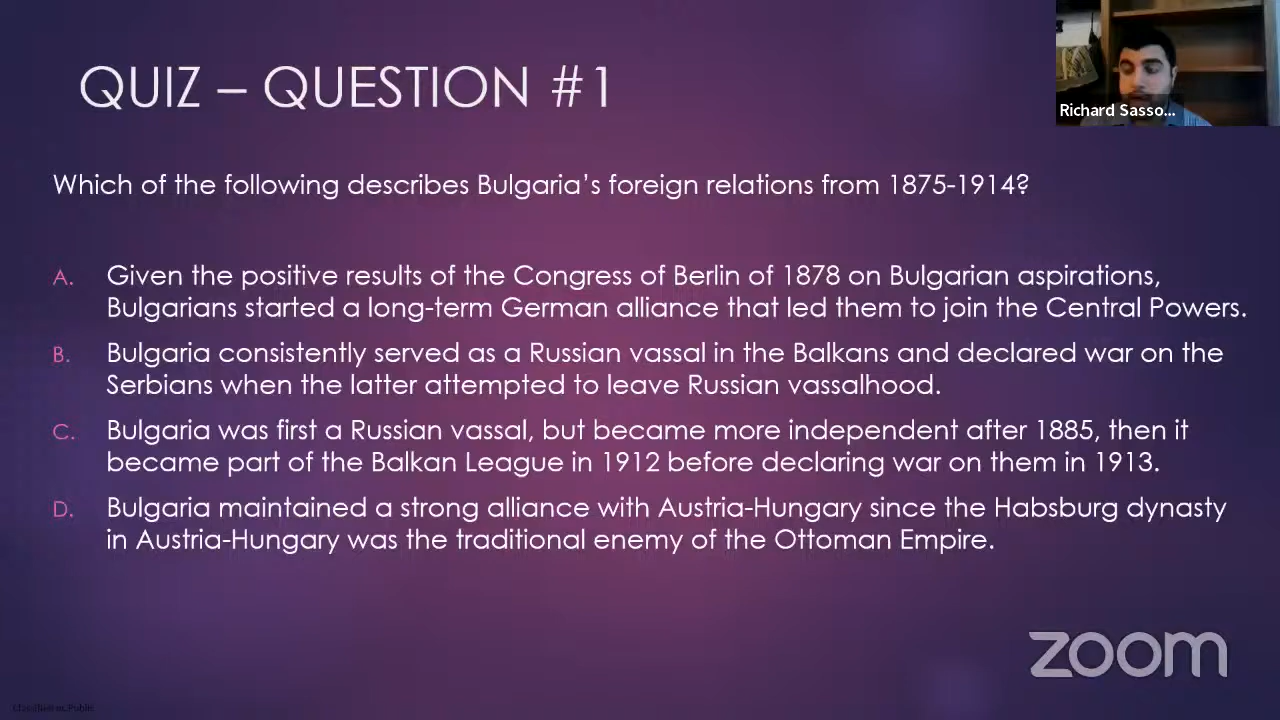 QUIZ – QUESTION #1
Richard Sasso...
Which of the following describes Bulgaria's foreign relations from 1875-1914?
A. Given the positive results of the Congress of Berlin of 1878 on Bulgarian aspirations,
Bulgarians started a long-term German alliance that led them to join the Central Powers.
B. Bulgaria consistently served as a Russian vassal in the Balkans and declared war on the
Serbians when the latter attempted to leave Russian vassalhood.
C. Bulgaria was first a Russian vassal, but became more independent after 1885, then it
became part of the Balkan League in 1912 before declaring war on them in 1913.
D. Bulgaria maintained a strong alliance with Austria-Hungary since the Habsburg dynasty
in Austria-Hungary was the traditional enemy of the Ottoman Empire.
zoom
Classification: Public